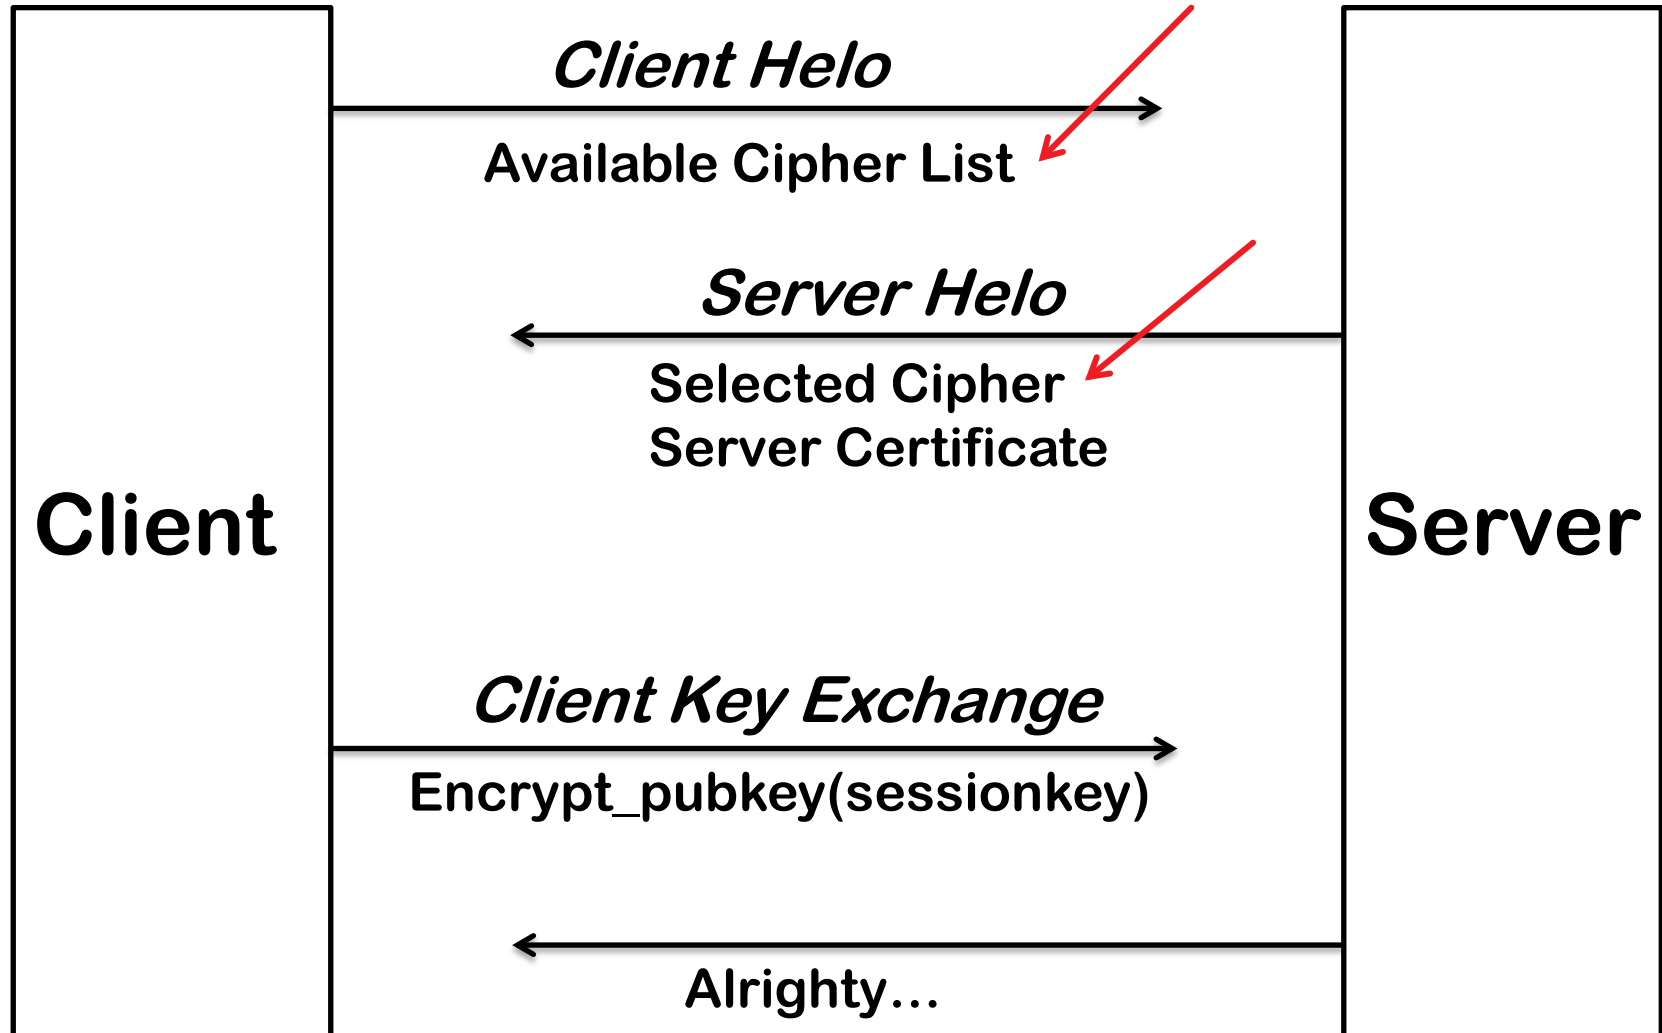 Client Helo
Available Cipher List
Server Helo
Selected Cipher
Server Certificate
Client
Server
Client Key Exchange
Encrypt_pubkey(sessionkey)
Alrighty…